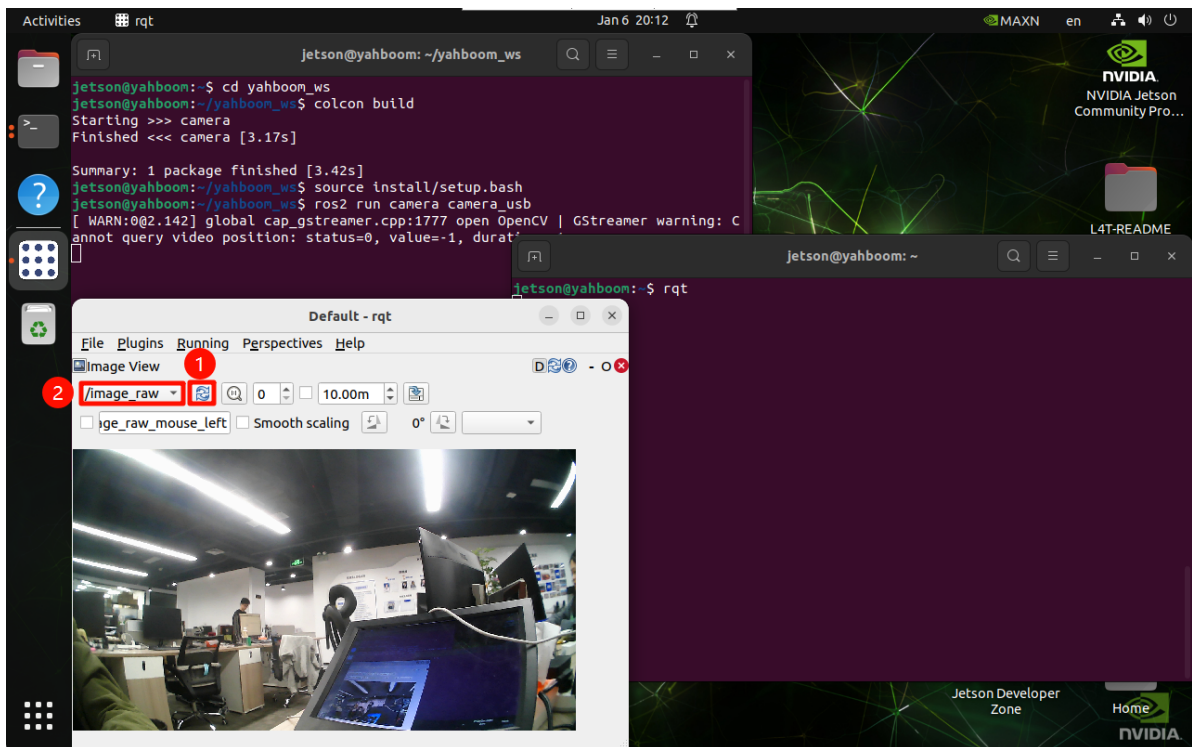 Activities
rqt
Jan 6 20:12
MAXN
en
jetson@yahboom: ~/yahboom_ws
jetson@yahboom:~$ cd yahboom_ws
jetson@yahboom:~/yahboom_ws$ colcon build
Starting >>> camera
Finished <<< camera [3.17s]
Summary: 1 package finished [3.42s]
jetson@yahboom:~/yahboom_ws$ source install/setup.bash
jetson@yahboom:~/yahboom_ws$ ros2 run camera camera_usb
[ WARN:0@2.142] global cap_gstreamer.cpp:1777 open OpenCV | GStreamer warning: C
annot query video position: status=0, value=-1,
NVIDIA
NVIDIA Jetson
Community Pro...
L4T-README
jetson@yahboom: ~
jetson@yahboom:~$ rqt
Default - rqt
File Plugins Running Perspectives Help
Image View
D
- O
1
2
/image_raw
0
10.00m
age_raw_mouse_left
Smooth scaling
0°
Jetson Developer
Zone
Home
NVIDIA.